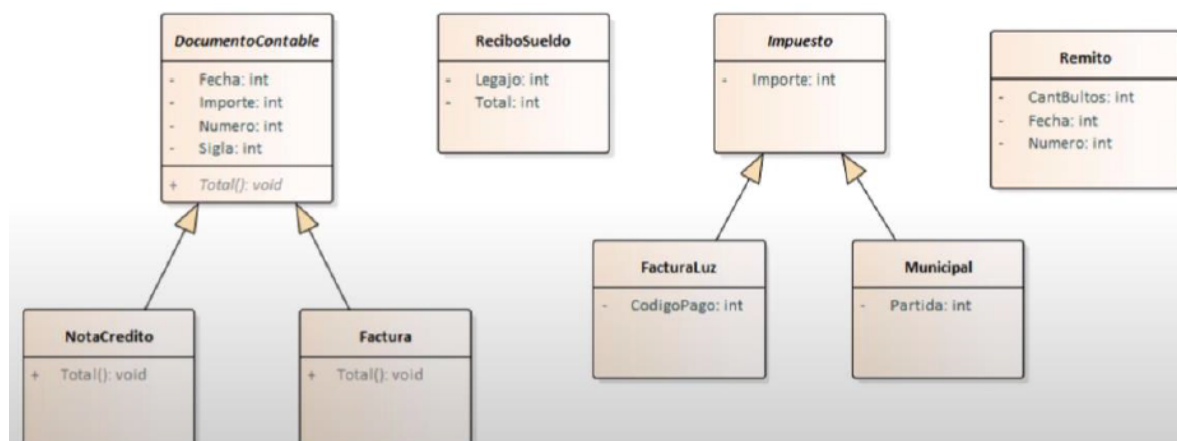 DocumentoContable
- Fecha: int
- Importe: int
- Numero: int
- Sigla: int
+ Total(): void
ReciboSueldo
- Legajo: int
- Total: int
Impuesto
- Importe: int
Remito
- CantBultos: int
- Fecha: int
- Numero: int
NotaCredito
+ Total(): void
Factura
+ Total(): void
FacturaLuz
- CodigoPago: int
Municipal
- Partida: int